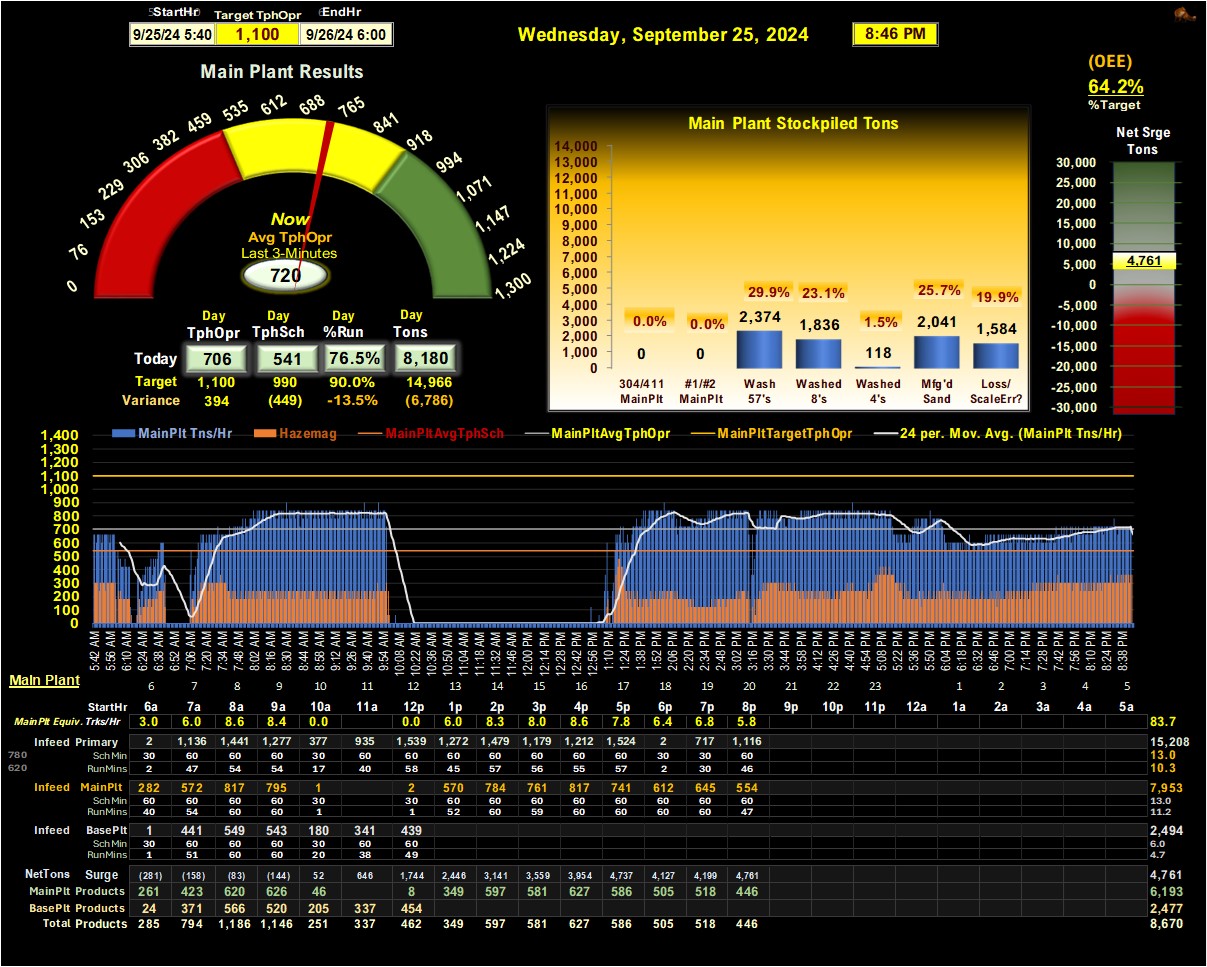 StartHr Target TphOpr EndHr
9/25/24 5:40 1,100 9/26/24 6:00
Wednesday, September 25, 2024 8:46 PM
(OEE)
64.2%
%Target
Main Plant Results
0 76 153 229 306 382 459 535 612 688 765 841 918 994 1,071 1,147 1,224 1,300
Now
Avg TphOpr
Last 3-Minutes
720
Day Day Day Day
TphOpr TphSch %Run Tons
Today 706 541 76.5% 8,180
Target 1,100 990 90.0% 14,966
Variance 394 (449) -13.5% (6,786)
Main Plant Stockpiled Tons
14,000
13,000
12,000
11,000
10,000
9,000
8,000
7,000
6,000
5,000
4,000
3,000
2,000
1,000
0
0.0% 0.0% 29.9% 23.1% 1.5% 25.7% 19.9%
0 0 2,374 1,836 118 2,041 1,584
304/411 #1/#2 Wash Washed Washed Mfg'd Loss/
MainPlt MainPlt 57's 8's 4's Sand ScaleErr?
Net Srge
Tons
30,000
25,000
20,000
15,000
10,000
5,000
0
-5,000
-10,000
-15,000
-20,000
-25,000
-30,000
4,761
MainPlt Tns/Hr Hazemag MainPltAvgTphSch MainPltAvgTphOpr MainPltTargetTphOpr 24 per. Mov. Avg. (MainPlt Tns/Hr)
1,400
1,300
1,200
1,100
1,000
900
800
700
600
500
400
300
200
100
0
5:42 AM 5:56 AM 6:10 AM 6:24 AM 6:38 AM 6:52 AM 7:06 AM 7:20 AM 7:34 AM 7:48 AM 8:02 AM 8:16 AM 8:30 AM 8:44 AM 8:58 AM 9:12 AM 9:26 AM 9:40 AM 9:54 AM 10:08 AM 10:22 AM 10:36 AM 10:50 AM 11:04 AM 11:18 AM 11:32 AM 11:46 AM 12:00 PM 12:14 PM 12:28 PM 12:42 PM 12:56 PM 1:10 PM 1:24 PM 1:38 PM 1:52 PM 2:06 PM 2:20 PM 2:34 PM 2:48 PM 3:02 PM 3:16 PM 3:30 PM 3:44 PM 3:58 PM 4:12 PM 4:26 PM 4:40 PM 4:54 PM 5:08 PM 5:22 PM 5:36 PM 5:50 PM 6:04 PM 6:18 PM 6:32 PM 6:46 PM 7:00 PM 7:14 PM 7:28 PM 7:42 PM 7:56 PM 8:10 PM 8:24 PM 8:38 PM
Main Plant 6 7 8 9 10 11 12 13 14 15 16 17 18 19 20 21 22 23 1 2 3 4 5
StartHr 6a 7a 8a 9a 10a 11a 12p 1p 2p 3p 4p 5p 6p 7p 8p 9p 10p 11p 12a 1a 2a 3a 4a 5a
MainPlt Equiv. Trks/Hr 3.0 6.0 8.6 8.4 0.0 0.0 6.0 8.3 8.0 8.6 7.8 6.4 6.8 5.8 83.7
Infeed Primary 2 1,136 1,441 1,277 377 935 1,539 1,272 1,479 1,179 1,212 1,524 2 717 1,116 15,208
780 SchMin 30 60 60 60 30 60 60 60 60 60 60 60 30 30 60 13.0
620 RunMins 2 47 54 54 17 40 58 45 57 56 55 57 2 30 46 10.3
Infeed MainPlt 282 572 817 795 1 2 570 784 761 817 741 612 645 554 7,953
SchMin 60 60 60 60 30 30 60 60 60 60 60 60 60 60 13.0
RunMins 40 54 60 60 1 1 52 60 59 60 60 60 60 47 11.2
Infeed BasePlt 1 441 549 543 180 341 439 2,494
SchMin 30 60 60 60 30 60 60 6.0
RunMins 1 51 60 60 20 38 49 4.7
NetTons Surge (281) (158) (83) (144) 52 646 1,744 2,446 3,141 3,559 3,954 4,737 4,127 4,199 4,761 4,761
MainPlt Products 261 423 620 626 46 8 349 597 581 627 586 505 518 446 6,193
BasePlt Products 24 371 566 520 205 337 454 2,477
Total Products 285 794 1,186 1,146 251 337 462 349 597 581 627 586 505 518 446 8,670